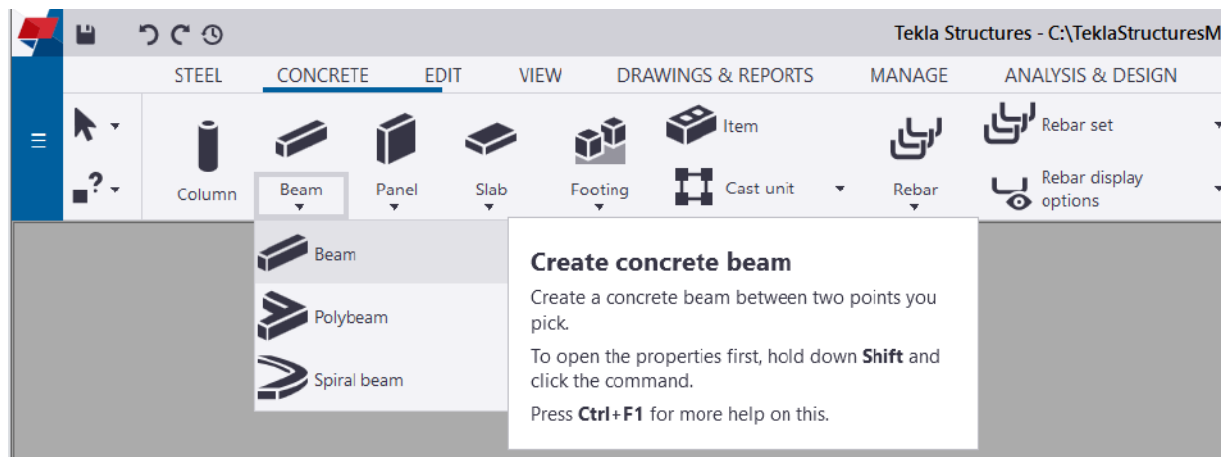 Tekla Structures - C:\TeklaStructuresM
STEEL CONCRETE EDIT VIEW DRAWINGS & REPORTS MANAGE ANALYSIS & DESIGN
Item
Rebar set
Column
Beam
Panel
Slab
Footing
Cast unit
Rebar
Rebar display
options
Beam
Polybeam
Spiral beam
Create concrete beam
Create a concrete beam between two points you
pick.
To open the properties first, hold down Shift and
click the command.
Press Ctrl+F1 for more help on this.